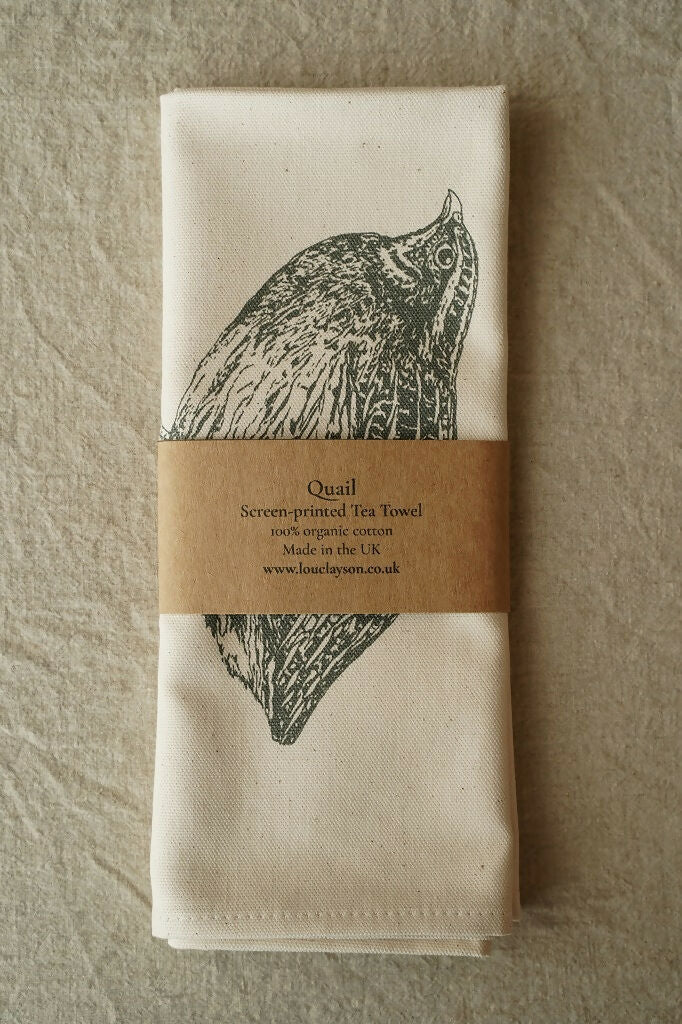 Quail
Screen-printed Tea Towel
100% organic cotton
Made in the UK
www.louclayson.co.uk